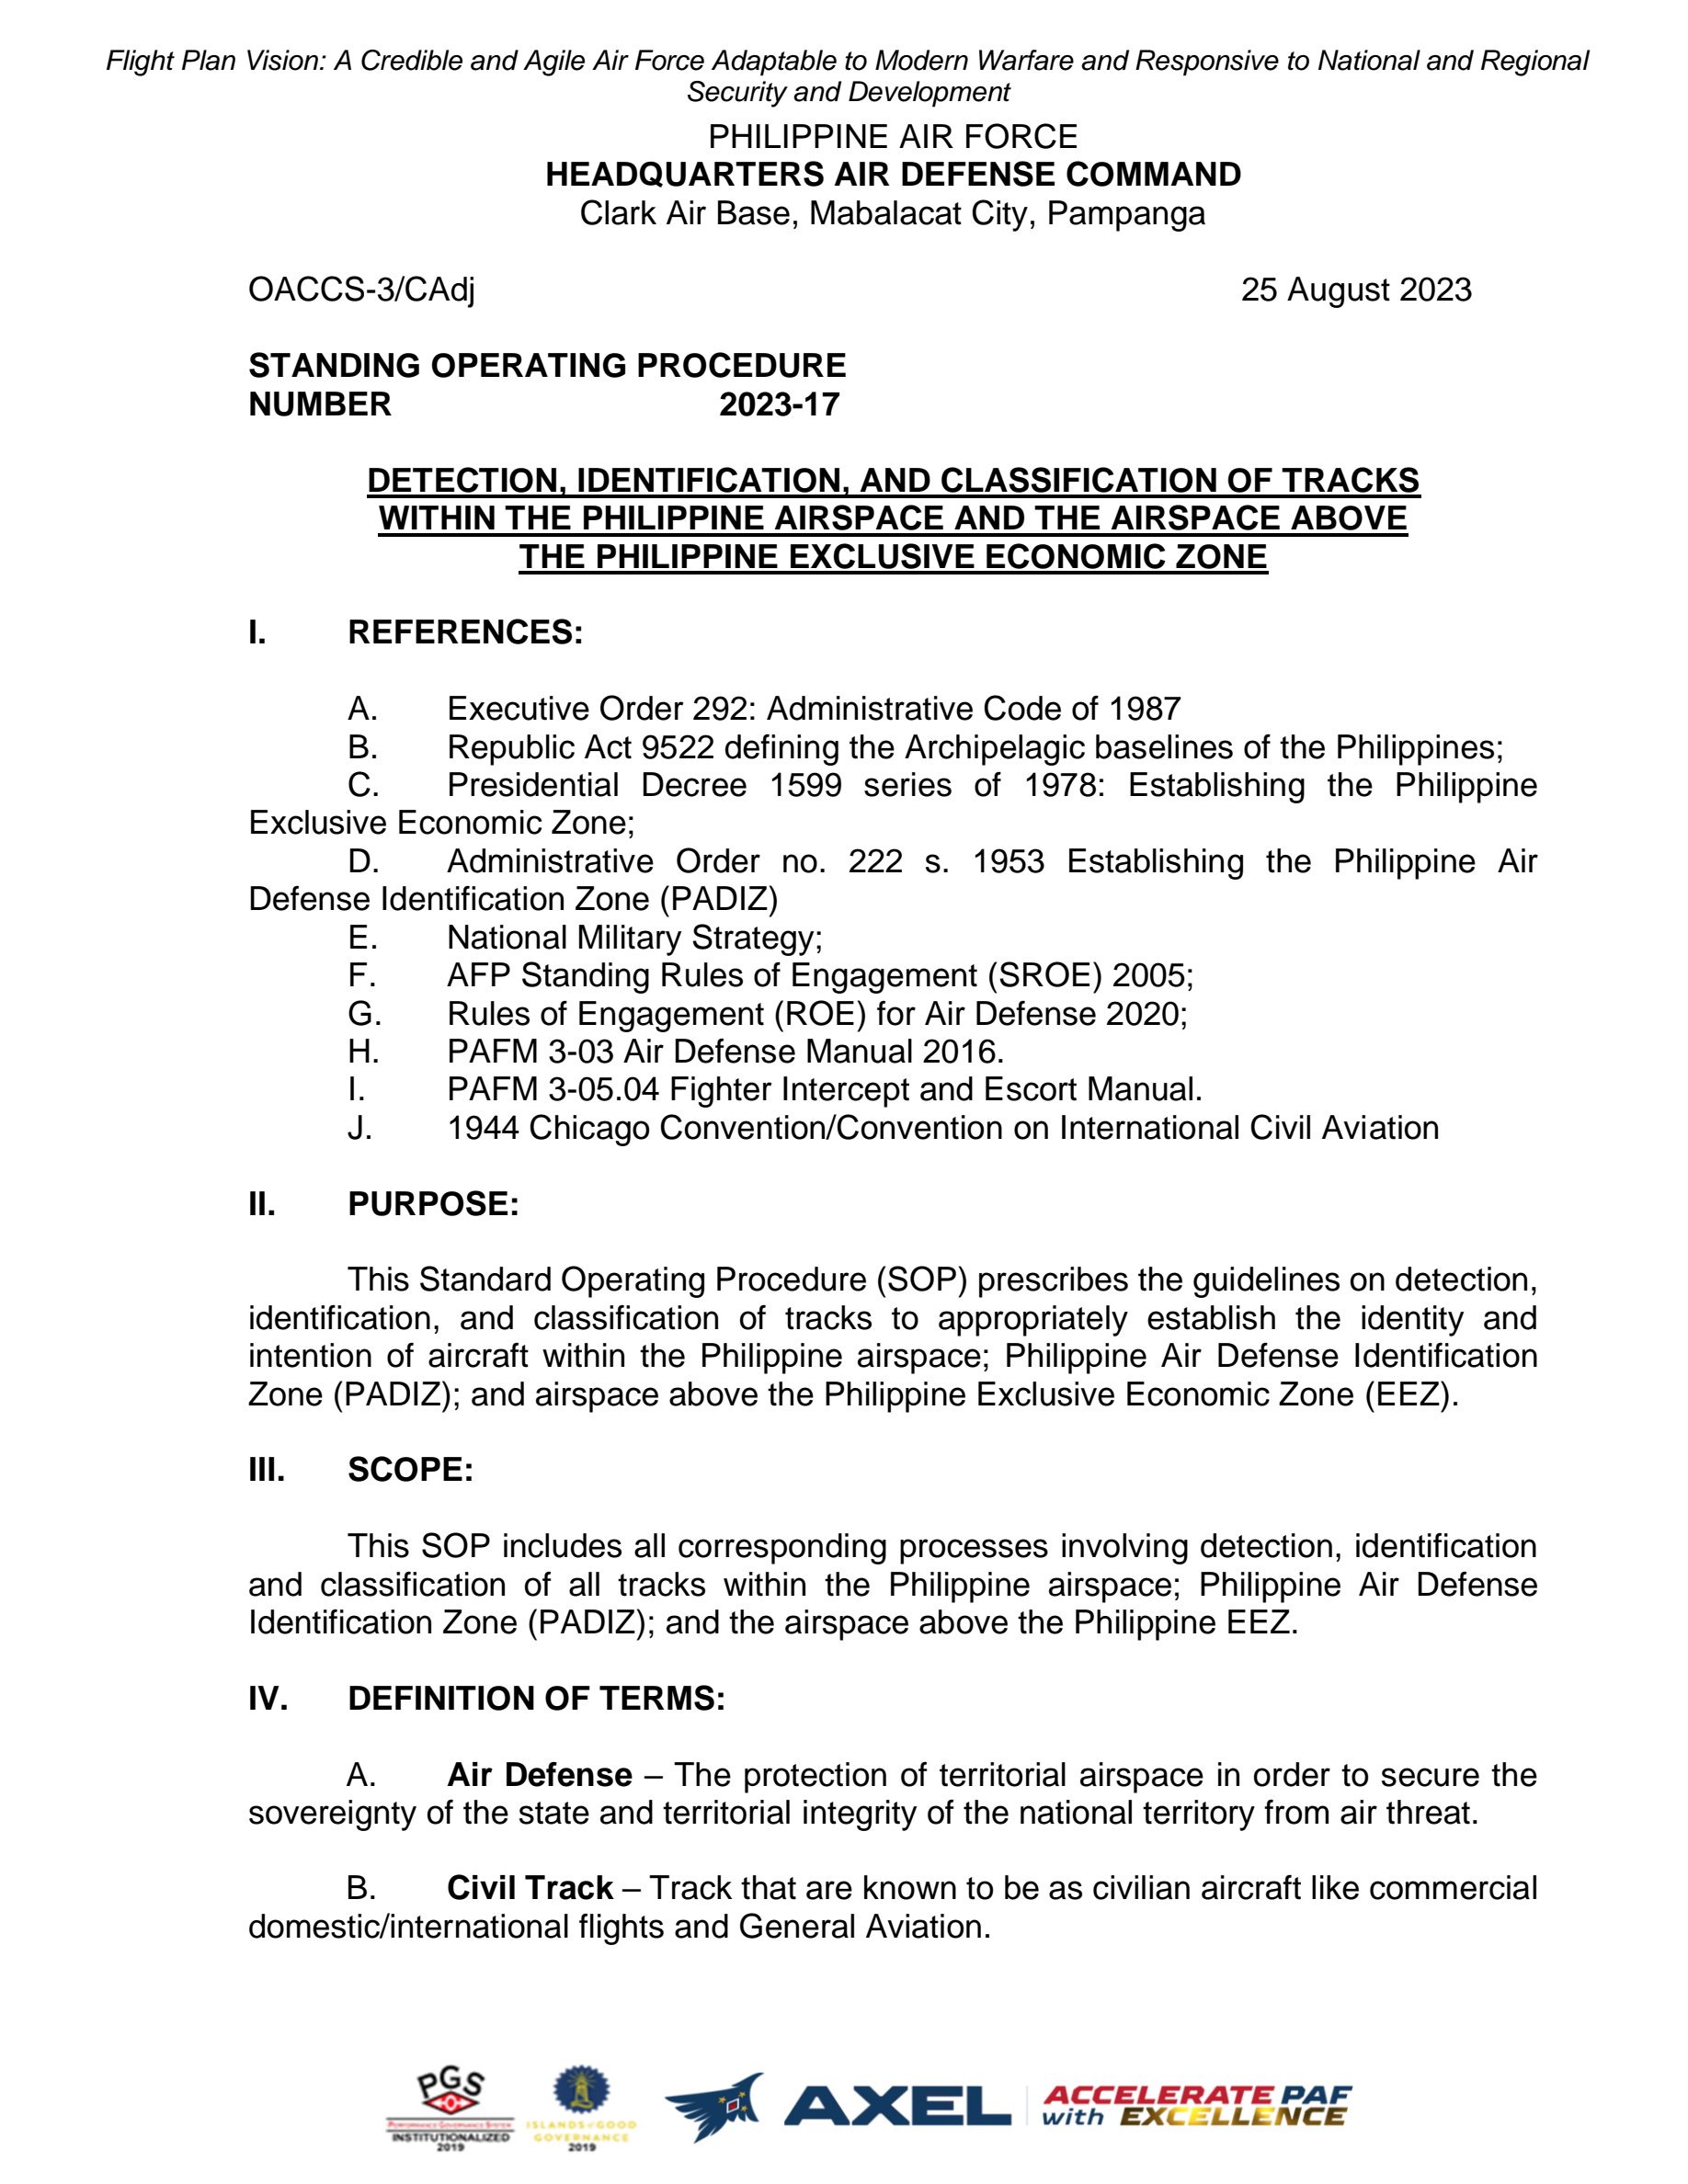 Flight Plan Vision: A Credible and Agile Air Force Adaptable to Modern Warfare and Responsive to National and Regional
Security and Development
PHILIPPINE AIR FORCE
HEADQUARTERS AIR DEFENSE COMMAND
Clark Air Base, Mabalacat City, Pampanga
OACCS-3/CAdj 25 August 2023
STANDING OPERATING PROCEDURE
NUMBER 2023-17
DETECTION, IDENTIFICATION, AND CLASSIFICATION OF TRACKS
WITHIN THE PHILIPPINE AIRSPACE AND THE AIRSPACE ABOVE
THE PHILIPPINE EXCLUSIVE ECONOMIC ZONE
I. REFERENCES:
A. Executive Order 292: Administrative Code of 1987
B. Republic Act 9522 defining the Archipelagic baselines of the Philippines;
C. Presidential Decree 1599 series of 1978: Establishing the Philippine
Exclusive Economic Zone;
D. Administrative Order no. 222 s. 1953 Establishing the Philippine Air
Defense Identification Zone (PADIZ)
E. National Military Strategy;
F. AFP Standing Rules of Engagement (SROE) 2005;
G. Rules of Engagement (ROE) for Air Defense 2020;
H. PAFM 3-03 Air Defense Manual 2016.
I. PAFM 3-05.04 Fighter Intercept and Escort Manual.
J. 1944 Chicago Convention/Convention on International Civil Aviation
II. PURPOSE:
This Standard Operating Procedure (SOP) prescribes the guidelines on detection,
identification, and classification of tracks to appropriately establish the identity and
intention of aircraft within the Philippine airspace; Philippine Air Defense Identification
Zone (PADIZ); and airspace above the Philippine Exclusive Economic Zone (EEZ).
III. SCOPE:
This SOP includes all corresponding processes involving detection, identification
and classification of all tracks within the Philippine airspace; Philippine Air Defense
Identification Zone (PADIZ); and the airspace above the Philippine EEZ.
IV. DEFINITION OF TERMS:
A. Air Defense – The protection of territorial airspace in order to secure the
sovereignty of the state and territorial integrity of the national territory from air threat.
B. Civil Track – Track that are known to be as civilian aircraft like commercial
domestic/international flights and General Aviation.
PGS
PERFORMANCE GOVERNANCE SYSTEM
INSTITUTIONALIZED
2019
ISLANDS of GOOD
GOVERNANCE
2019
AXEL
ACCELERATE PAF
with EXCELLENCE